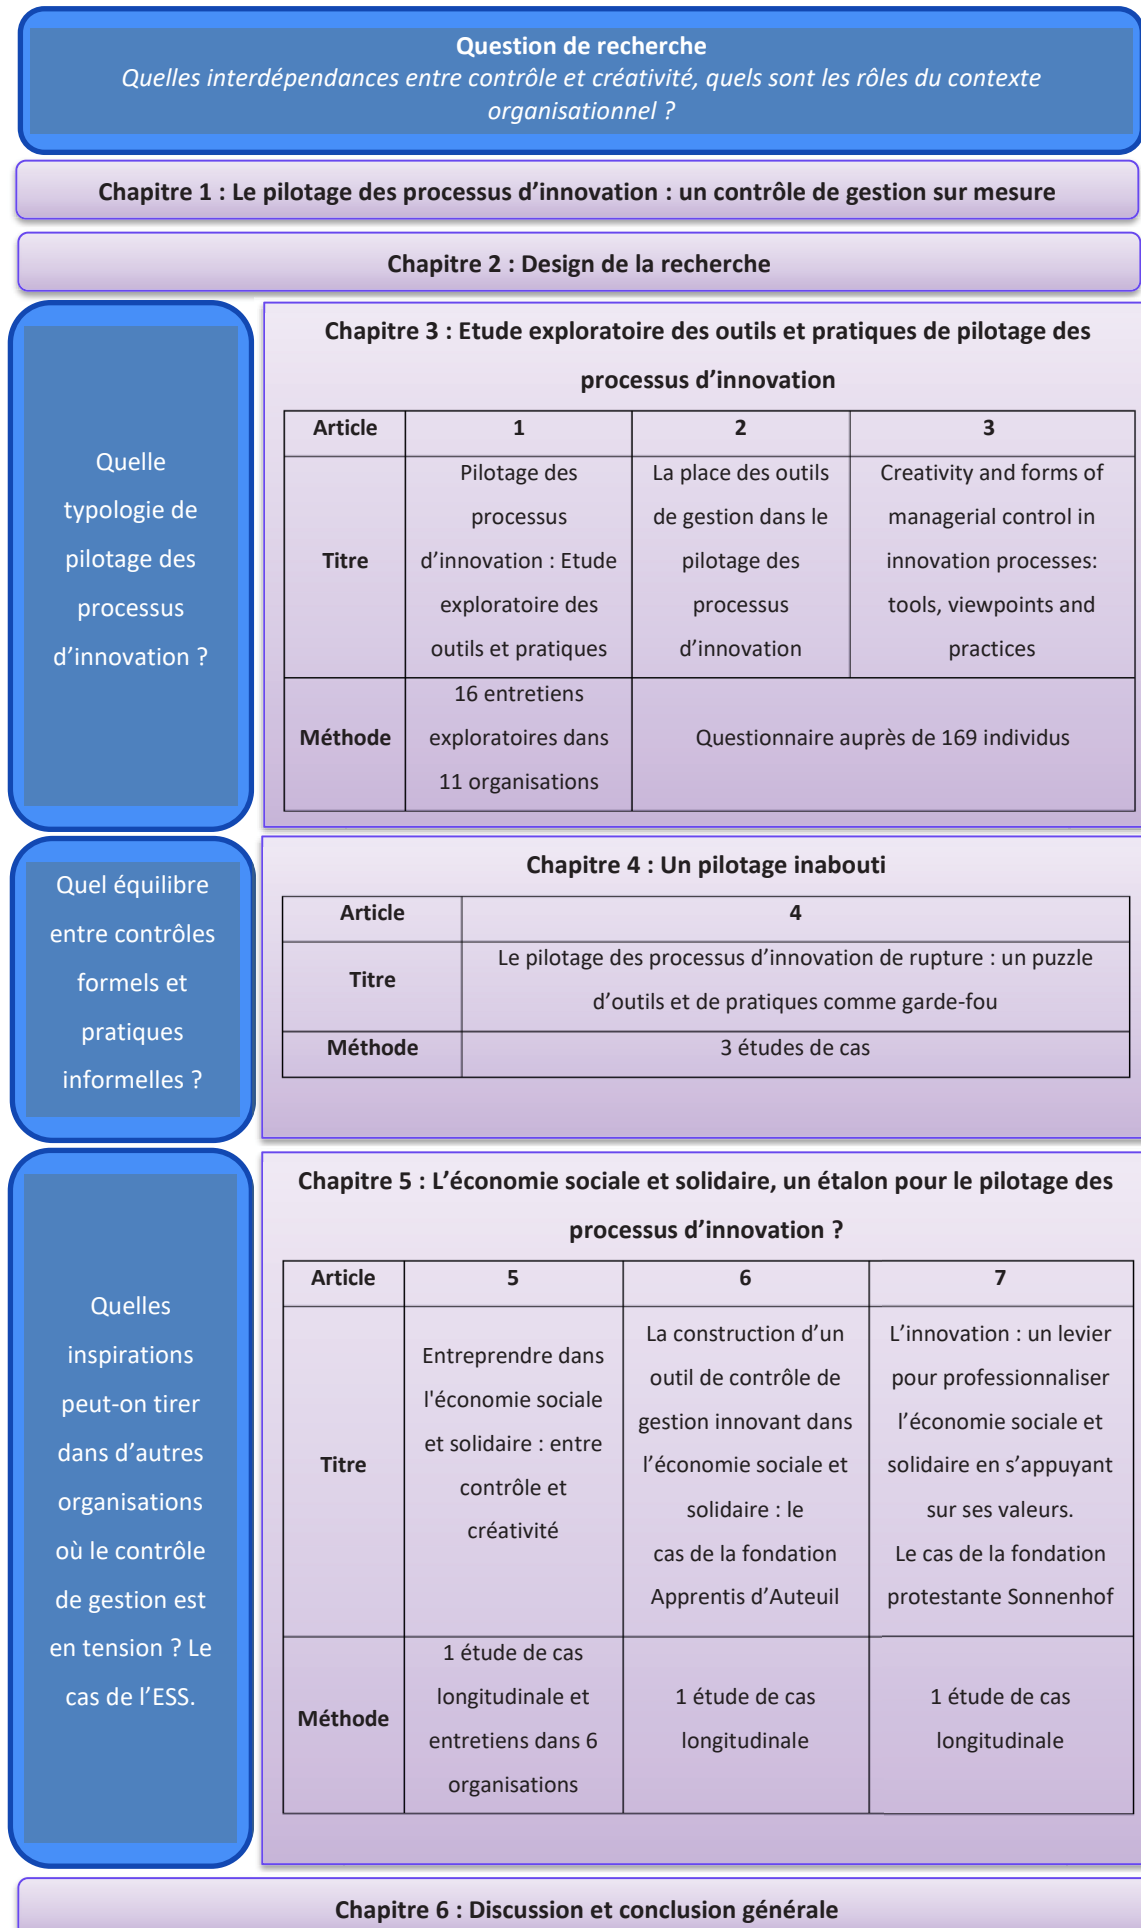 Question de recherche
Quelles interdépendances entre contrôle et créativité, quels sont les rôles du contexte
organisationnel ?
Chapitre 1 : Le pilotage des processus d’innovation : un contrôle de gestion sur mesure
Chapitre 2 : Design de la recherche
Quelle
typologie de
pilotage des
processus
d’innovation ?
Chapitre 3 : Etude exploratoire des outils et pratiques de pilotage des
processus d’innovation
Article
1
2
3
Titre
Pilotage des
processus
d’innovation : Etude
exploratoire des
outils et pratiques
La place des outils
de gestion dans le
pilotage des
processus
d’innovation
Creativity and forms of
managerial control in
innovation processes:
tools, viewpoints and
practices
Méthode
16 entretiens
exploratoires dans
11 organisations
Questionnaire auprès de 169 individus
Quel équilibre
entre contrôles
formels et
pratiques
informelles ?
Chapitre 4 : Un pilotage inabouti
Article
4
Titre
Le pilotage des processus d’innovation de rupture : un puzzle
d’outils et de pratiques comme garde-fou
Méthode
3 études de cas
Quelles
inspirations
peut-on tirer
dans d’autres
organisations
où le contrôle
de gestion est
en tension ? Le
cas de l’ESS.
Chapitre 5 : L’économie sociale et solidaire, un étalon pour le pilotage des
processus d’innovation ?
Article
5
6
7
Titre
Entreprendre dans
l'économie sociale
et solidaire : entre
contrôle et
créativité
La construction d’un
outil de contrôle de
gestion innovant dans
l’économie sociale et
solidaire : le
cas de la fondation
Apprentis d’Auteuil
L’innovation : un levier
pour professionnaliser
l’économie sociale et
solidaire en s’appuyant
sur ses valeurs.
Le cas de la fondation
protestante Sonnenhof
Méthode
1 étude de cas
longitudinale et
entretiens dans 6
organisations
1 étude de cas
longitudinale
1 étude de cas
longitudinale
Chapitre 6 : Discussion et conclusion générale